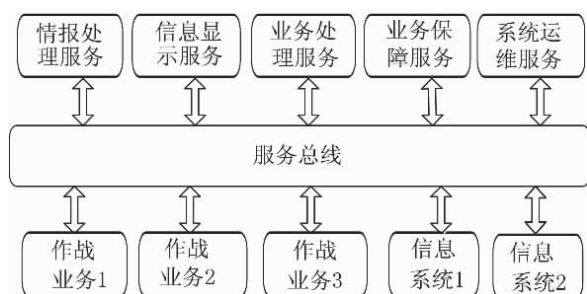 情报处
理服务
信息显
示服务
业务处
理服务
业务保
障服务
系统运
维服务
服务总线
作战
业务1
作战
业务2
作战
业务3
信息
系统1
信息
系统2